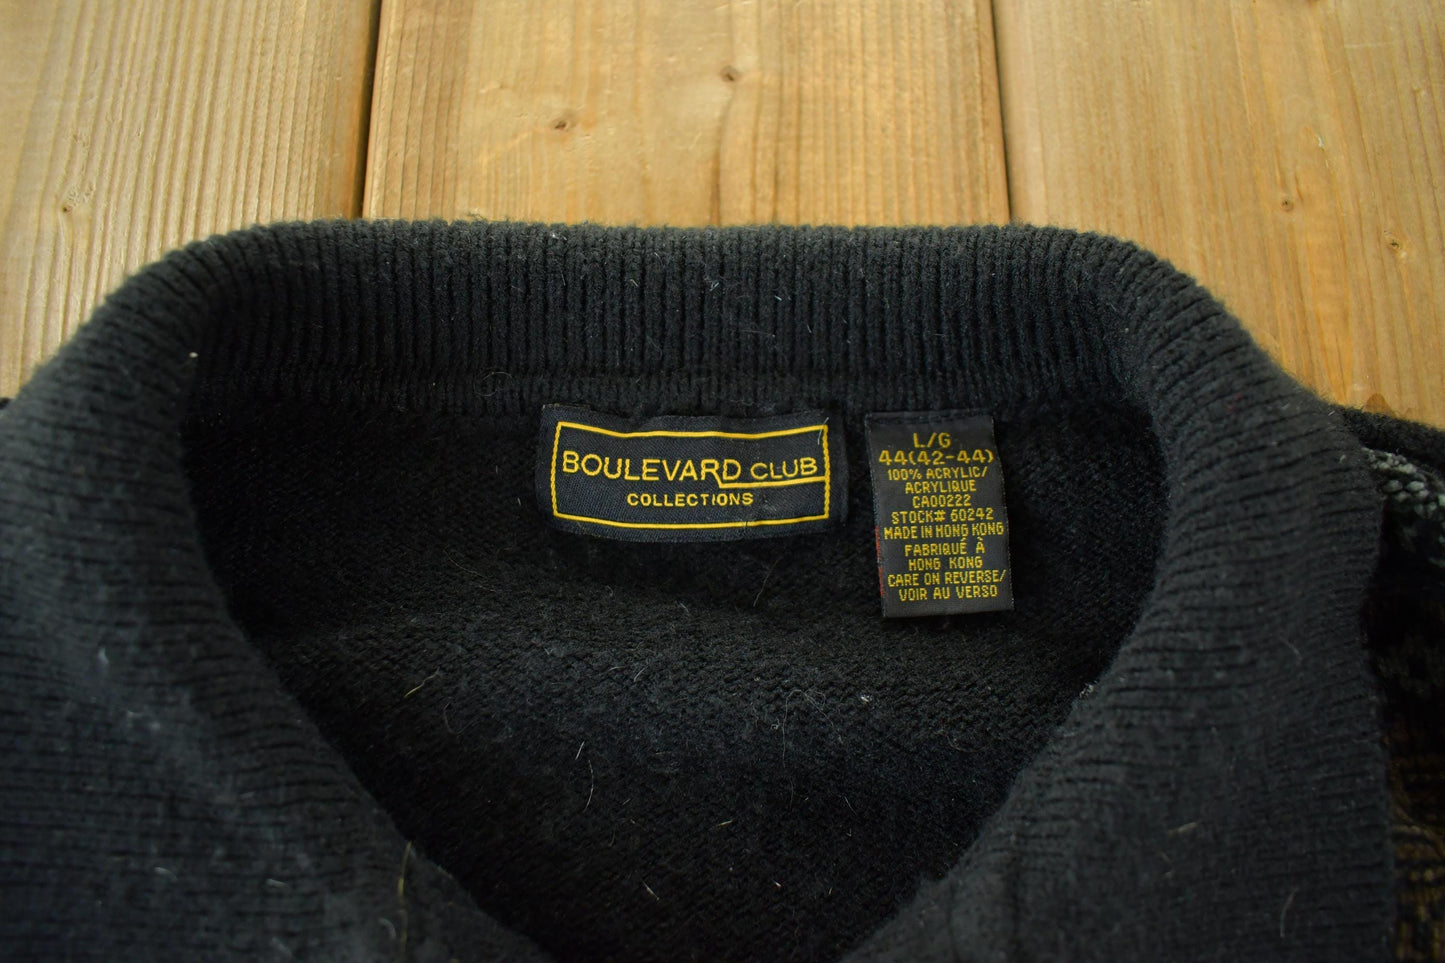 BOULEVARD CLUB
COLLECTIONS
L/G
44(42-44)
100% ACRYLIC/
ACRYLIQUE
CA00222
STOCK# 60242
MADE IN HONG KONG
FABRIQUÉ À
HONG KONG
CARE ON REVERSE/
VOIR AU VERSO